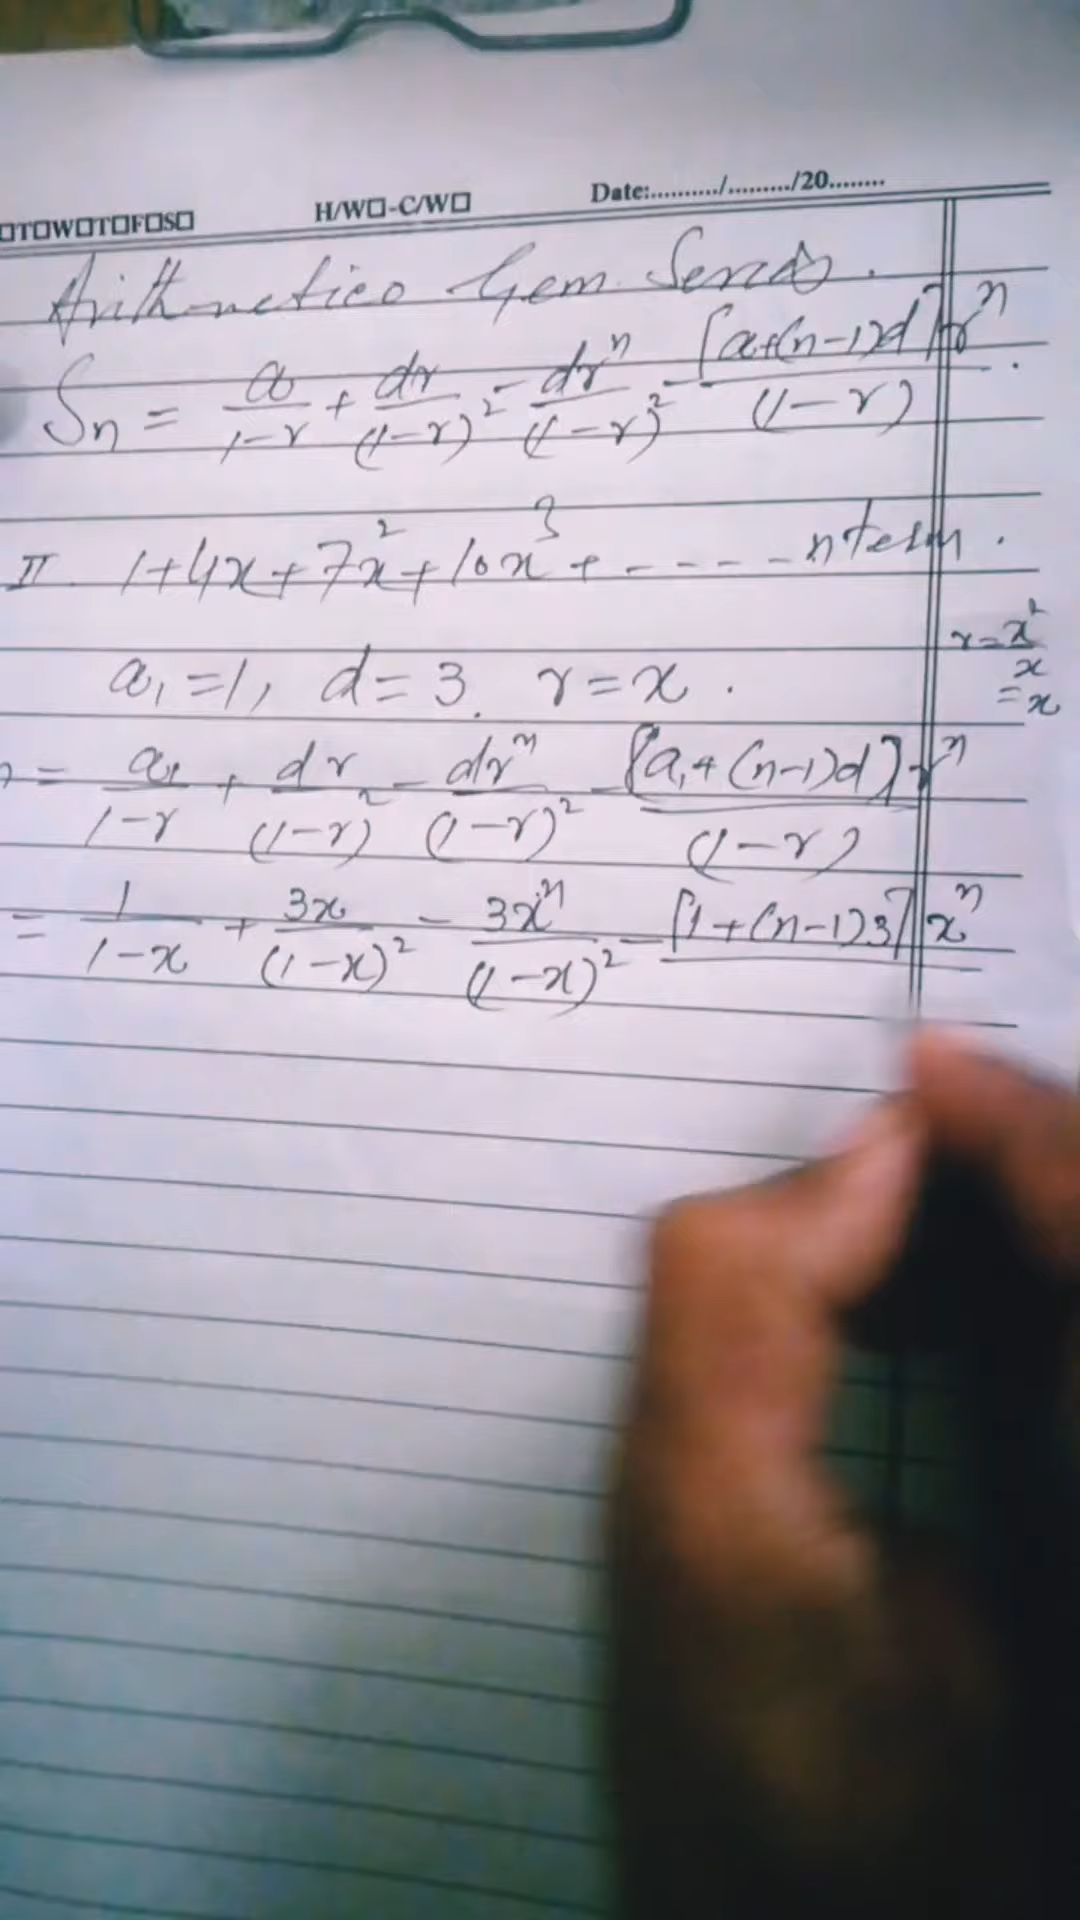 □T□W□T□F□S□ H/W□-C/W□ Date:........../........./20........
Arithmetico Gem. Series.
Sn = a/(1-r) + dr/(1-r)² - drⁿ/(1-r)² - [a+(n-1)d]rⁿ/(1-r) .
II. 1+4x+7x²+10x³+ - - - - n term .
r = x²/x
= x
a₁ = 1, d = 3. r = x .
= a₁/(1-r) + dr/(1-r)² - drⁿ/(1-r)² - [a₁+(n-1)d].rⁿ/(1-r)
= 1/(1-x) + 3x/(1-x)² - 3xⁿ/(1-x)² - [1+(n-1)3]xⁿ